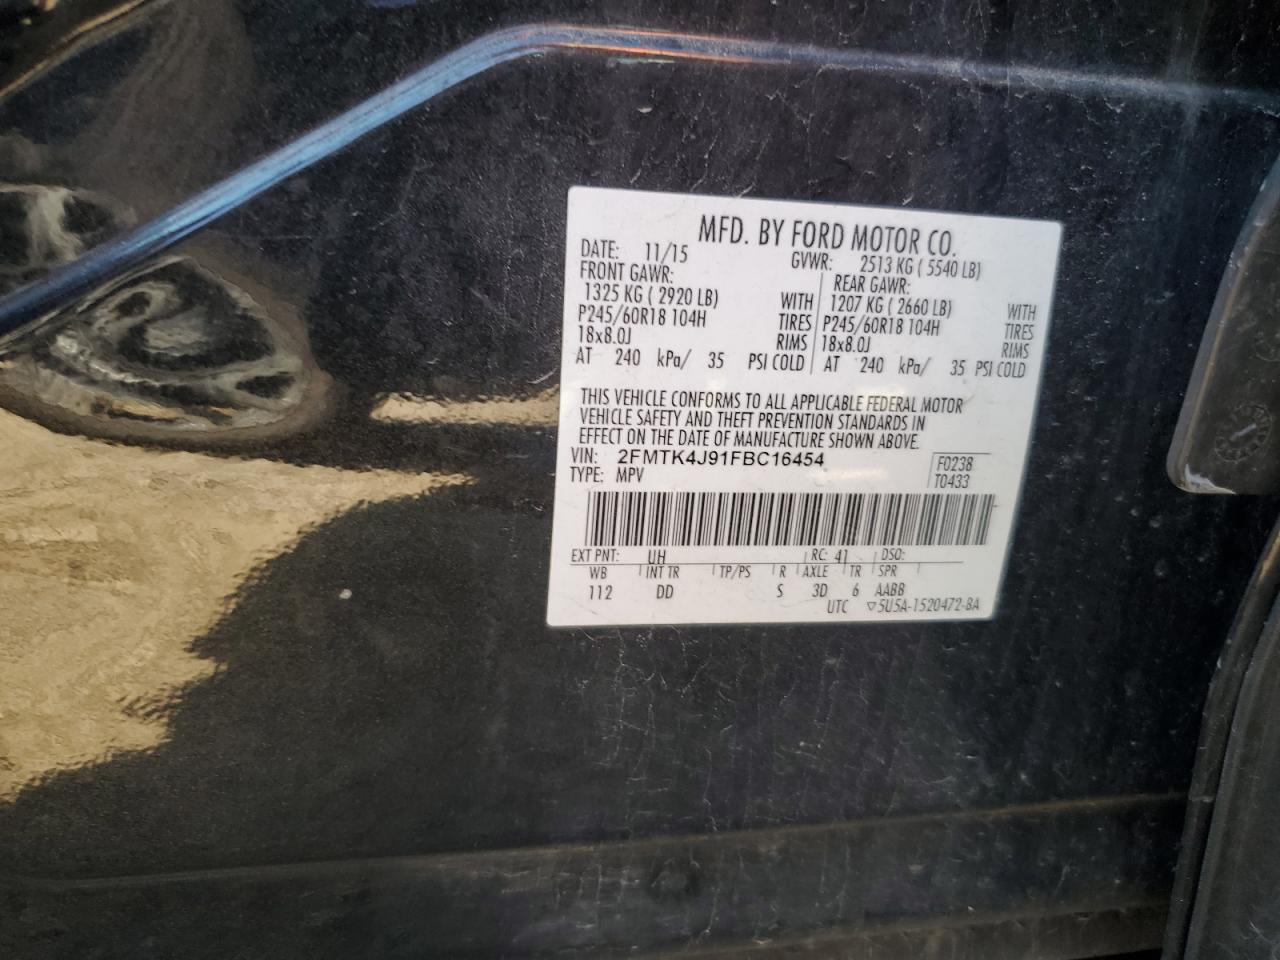 MFD. BY FORD MOTOR CO.
DATE: 11/15 GVWR: 2513 KG ( 5540 LB)
FRONT GAWR: REAR GAWR:
1325 KG ( 2920 LB) WITH 1207 KG ( 2660 LB) WITH
P245/60R18 104H TIRES P245/60R18 104H TIRES
18x8.0J RIMS 18x8.0J RIMS
AT 240 kPa/ 35 PSI COLD AT 240 kPa/ 35 PSI COLD
THIS VEHICLE CONFORMS TO ALL APPLICABLE FEDERAL MOTOR
VEHICLE SAFETY AND THEFT PREVENTION STANDARDS IN
EFFECT ON THE DATE OF MANUFACTURE SHOWN ABOVE.
VIN: 2FMTK4J91FBC16454 F0238
TYPE: MPV T0433
EXT PNT: UH RC: 41 DSO:
WB INT TR TP/PS R AXLE TR SPR
112 DD S 3D 6 AABB
UTC ▽5U5A-1520472-BA